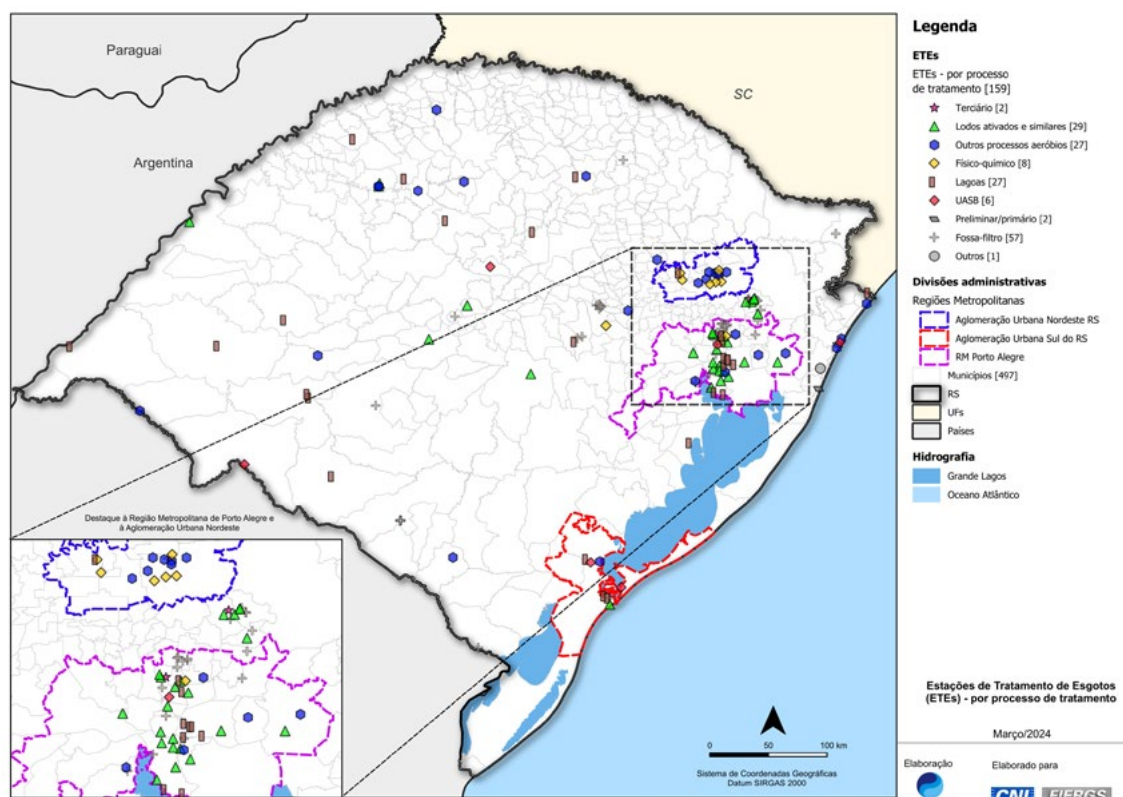 Paraguai
Argentina
SC
Destaque à Região Metropolitana de Porto Alegre e
à Aglomeração Urbana Nordeste
0 50 100 km
Sistema de Coordenadas Geográficas
Datum SIRGAS 2000
Legenda
ETEs
ETEs - por processo
de tratamento [159]
Terciário [2]
Lodos ativados e similares [29]
Outros processos aeróbios [27]
Físico-químico [8]
Lagoas [27]
UASB [6]
Preliminar/primário [2]
Fossa-filtro [57]
Outros [1]
Divisões administrativas
Regiões Metropolitanas
Aglomeração Urbana Nordeste RS
Aglomeração Urbana Sul do RS
RM Porto Alegre
Municípios [497]
RS
UFs
Países
Hidrografia
Grande Lagos
Oceano Atlântico
Estações de Tratamento de Esgotos
(ETEs) - por processo de tratamento
Março/2024
Elaboração
Elaborado para
CNI FIERGS